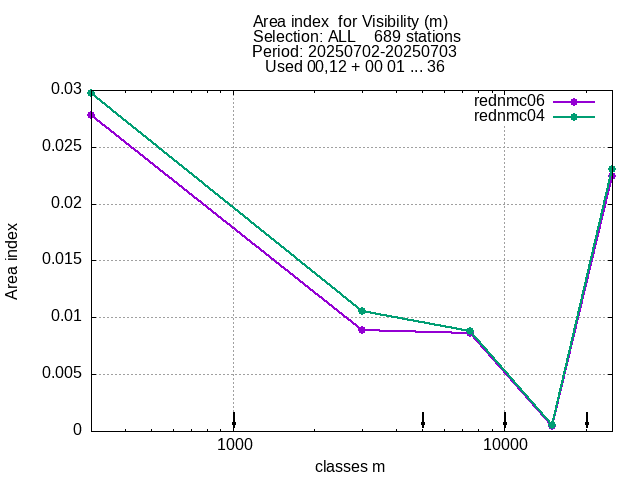 Area index  for Visibility (m)
Selection: ALL    689 stations
Period: 20250702-20250703
Used 00,12 + 00 01 ... 36
rednmc06
rednmc04
0.03
0.025
0.02
0.015
0.01
0.005
0
Area index
1000
10000
classes m